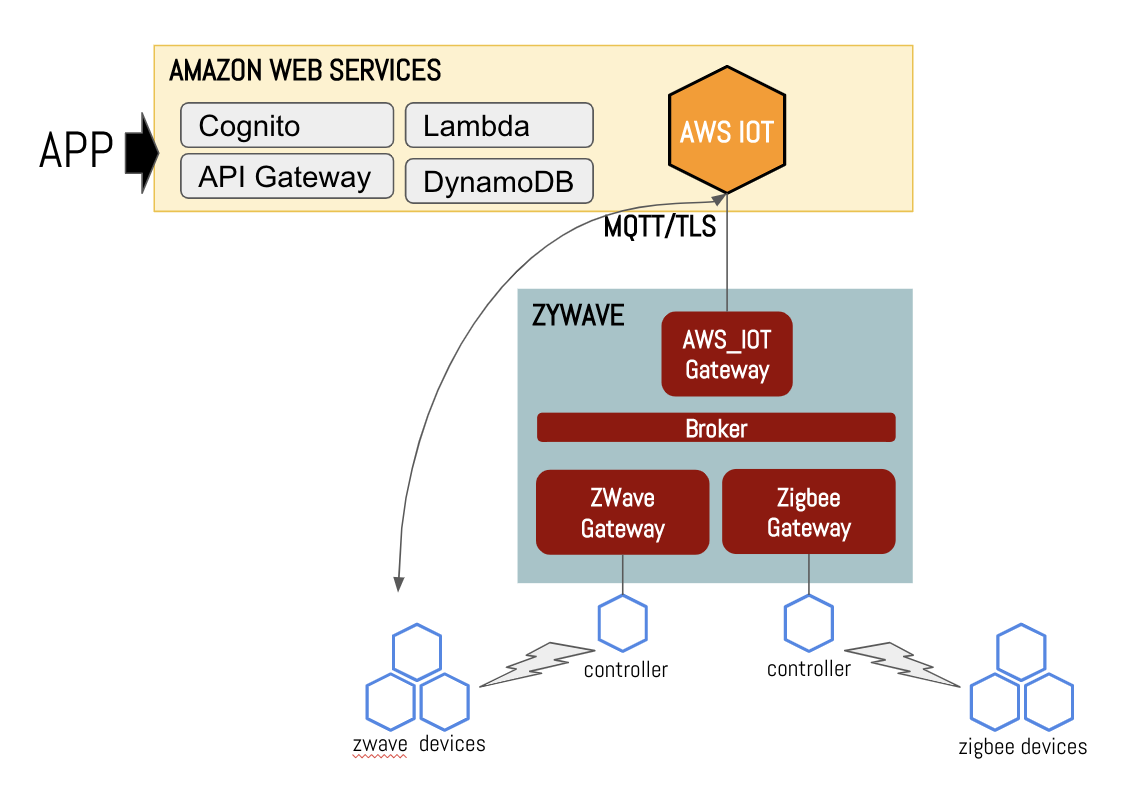 AMAZON WEB SERVICES
APP
Cognito
Lambda
API Gateway
DynamoDB
AWS IOT
MQTT/TLS
ZYWAVE
AWS_IOT
Gateway
Broker
ZWave
Gateway
Zigbee
Gateway
controller
controller
zwave devices
zigbee devices